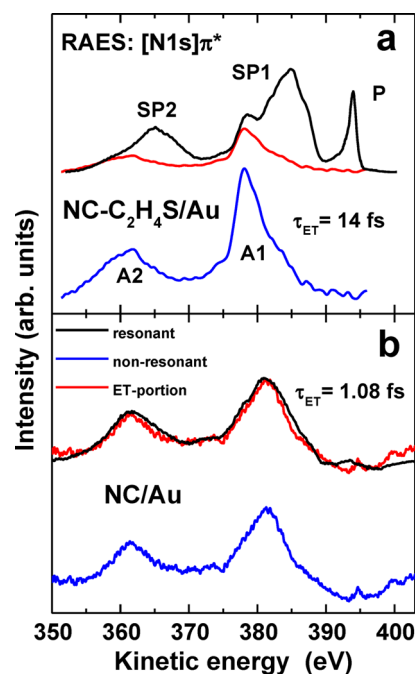 RAES: [N1s]π*
a
SP1
SP2
P
NC-C₂H₄S/Au
τET = 14 fs
A2
A1
Intensity (arb. units)
resonant
non-resonant
ET-portion
b
τET = 1.08 fs
NC/Au
350 360 370 380 390 400
Kinetic energy (eV)